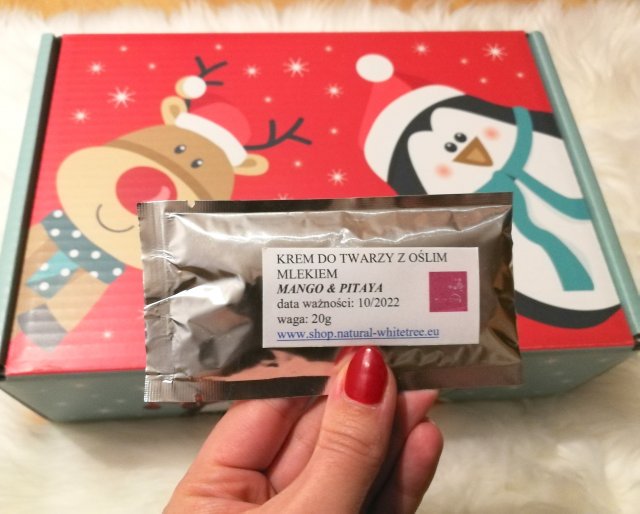 KREM DO TWARZY Z OŚLIM
MLEKIEM
MANGO & PITAYA
data ważności: 10/2022
waga: 20g
www.shop.natural-whitetree.eu